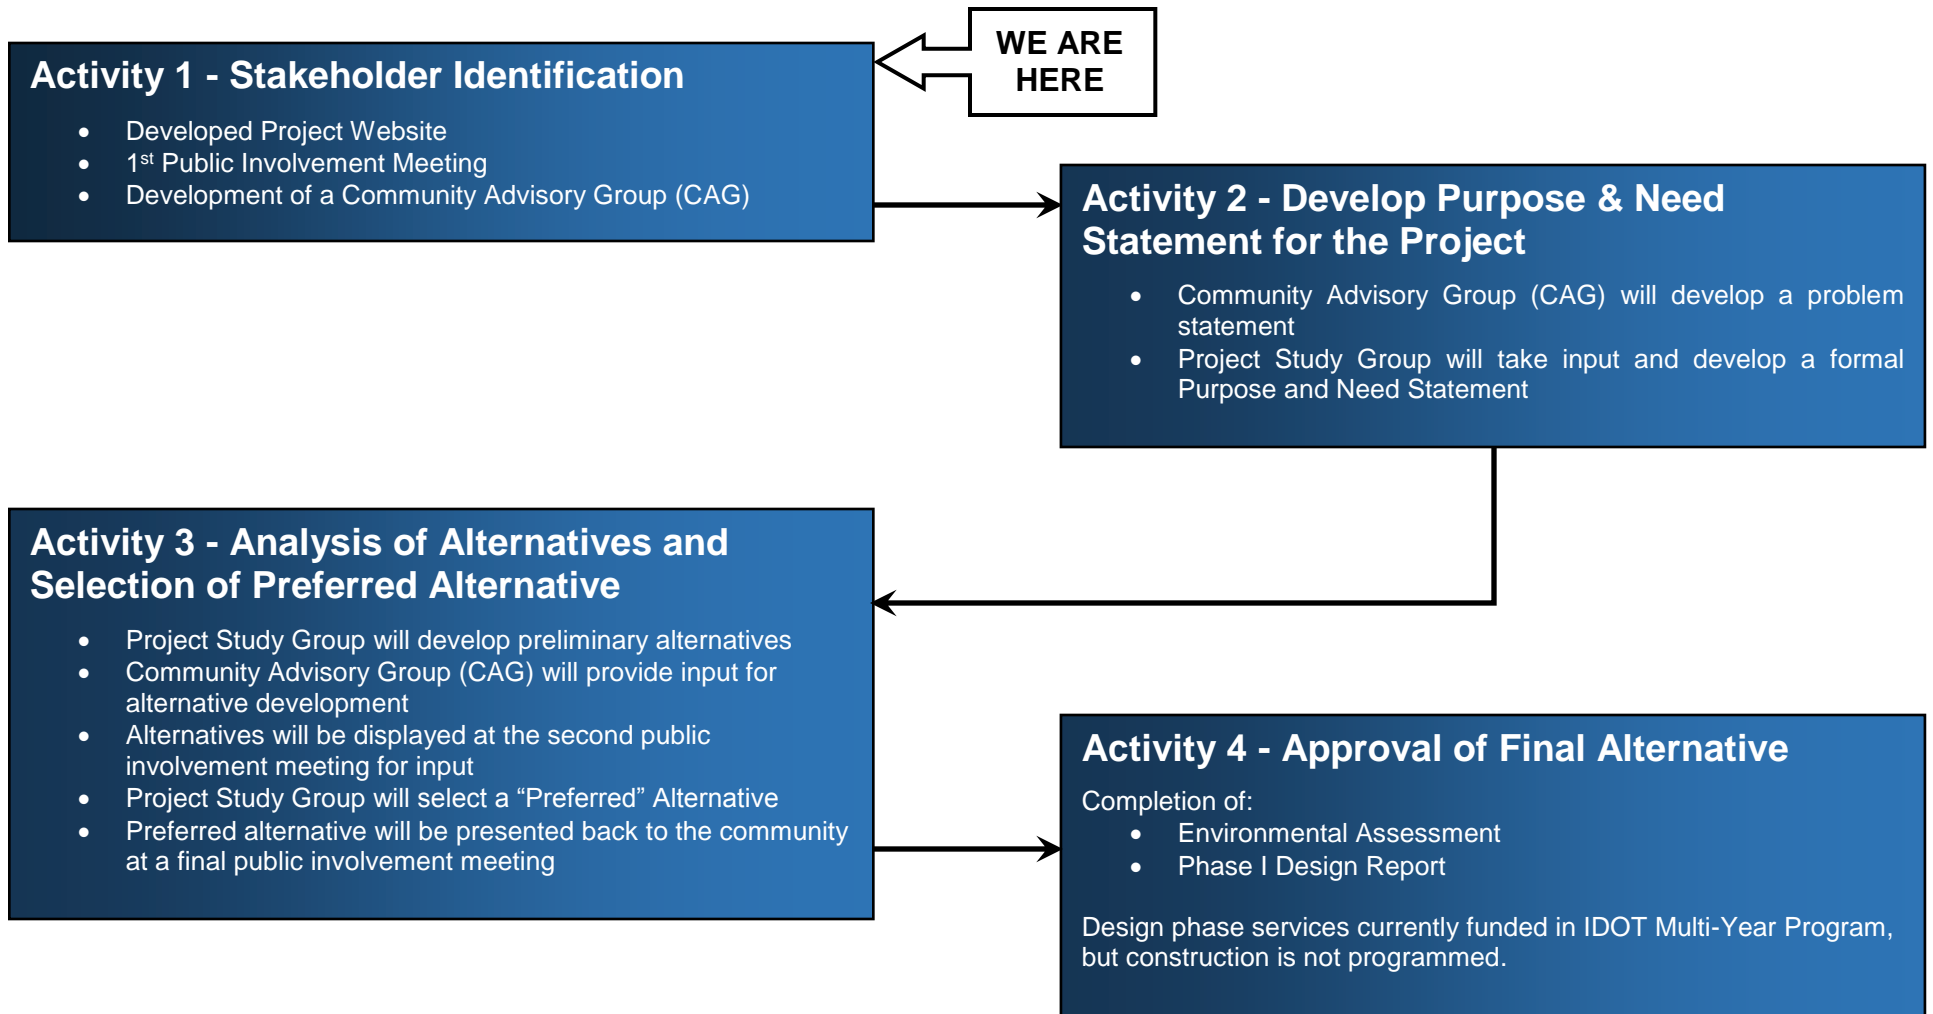 WE ARE
HERE
Activity 1 - Stakeholder Identification
• Developed Project Website
• 1st Public Involvement Meeting
• Development of a Community Advisory Group (CAG)
Activity 2 - Develop Purpose & Need
Statement for the Project
• Community Advisory Group (CAG) will develop a problem
statement
• Project Study Group will take input and develop a formal
Purpose and Need Statement
Activity 3 - Analysis of Alternatives and
Selection of Preferred Alternative
• Project Study Group will develop preliminary alternatives
• Community Advisory Group (CAG) will provide input for
alternative development
• Alternatives will be displayed at the second public
involvement meeting for input
• Project Study Group will select a “Preferred” Alternative
• Preferred alternative will be presented back to the community
at a final public involvement meeting
Activity 4 - Approval of Final Alternative
Completion of:
• Environmental Assessment
• Phase I Design Report
Design phase services currently funded in IDOT Multi-Year Program,
but construction is not programmed.